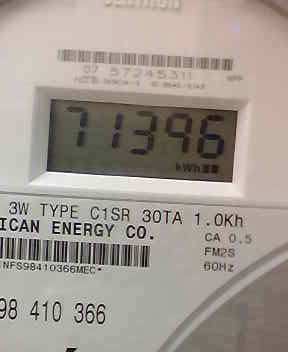 07 57245311
71396
kWh
3W TYPE C1SR 30TA 1.0Kh
ICAN ENERGY CO.
CA 0.5
FM2S
60Hz
NFS98410366MEC*
98 410 366